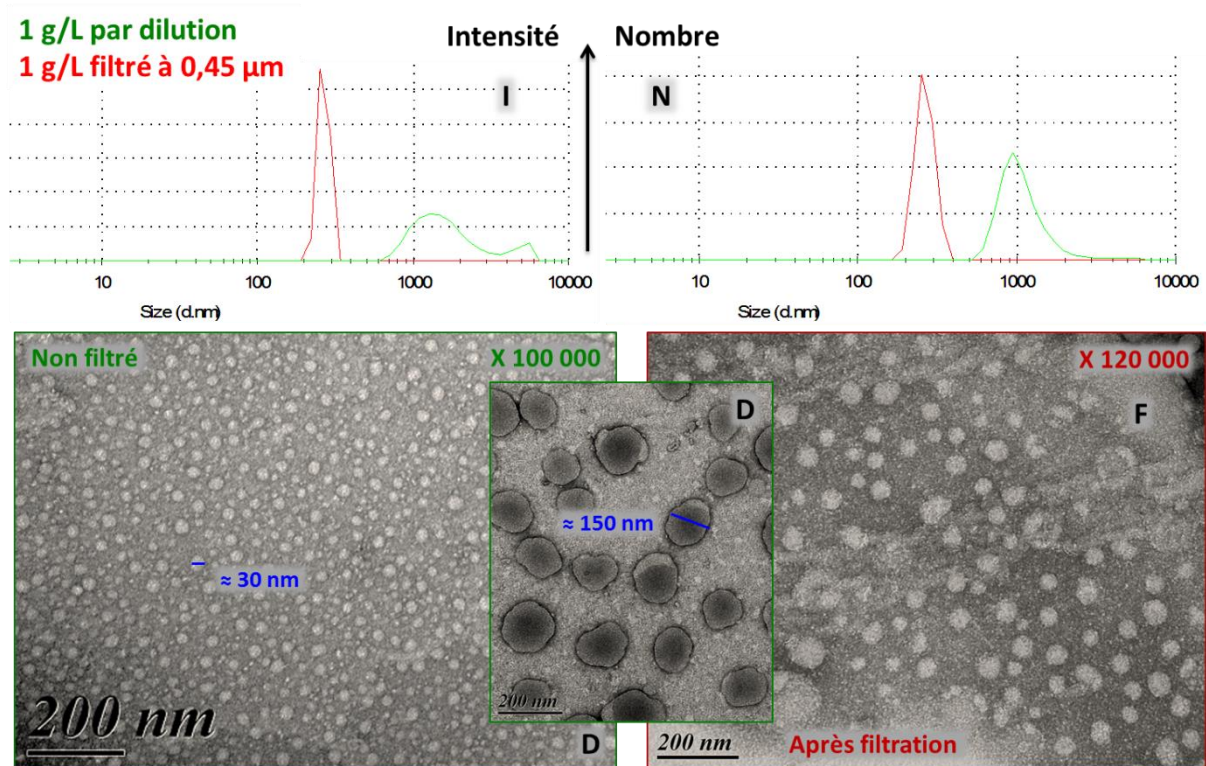 1 g/L par dilution
1 g/L filtré à 0,45 µm
Intensité
Nombre
I
N
10
100
1000
10000
Size (d.nm)
10
100
1000
10000
Size (d.nm)
Non filtré
X 100 000
≈ 30 nm
200 nm
D
D
≈ 150 nm
200 nm
X 120 000
F
200 nm
Après filtration